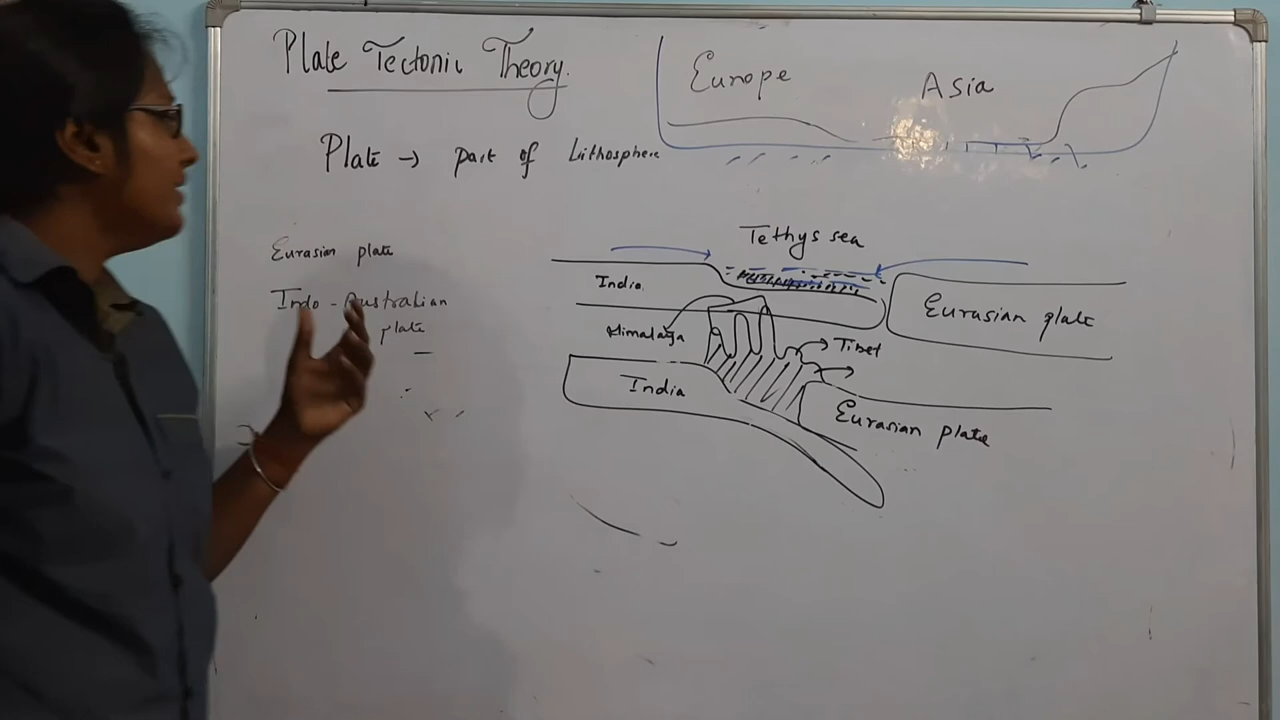 Plate Tectonic Theory.
Europe
Asia
Plate → part of Lithosphere
Tethys sea
Eurasian plate
India
Indo - Australian
plate
Eurasian plate
Himalaya
Tibet
India
Eurasian plate